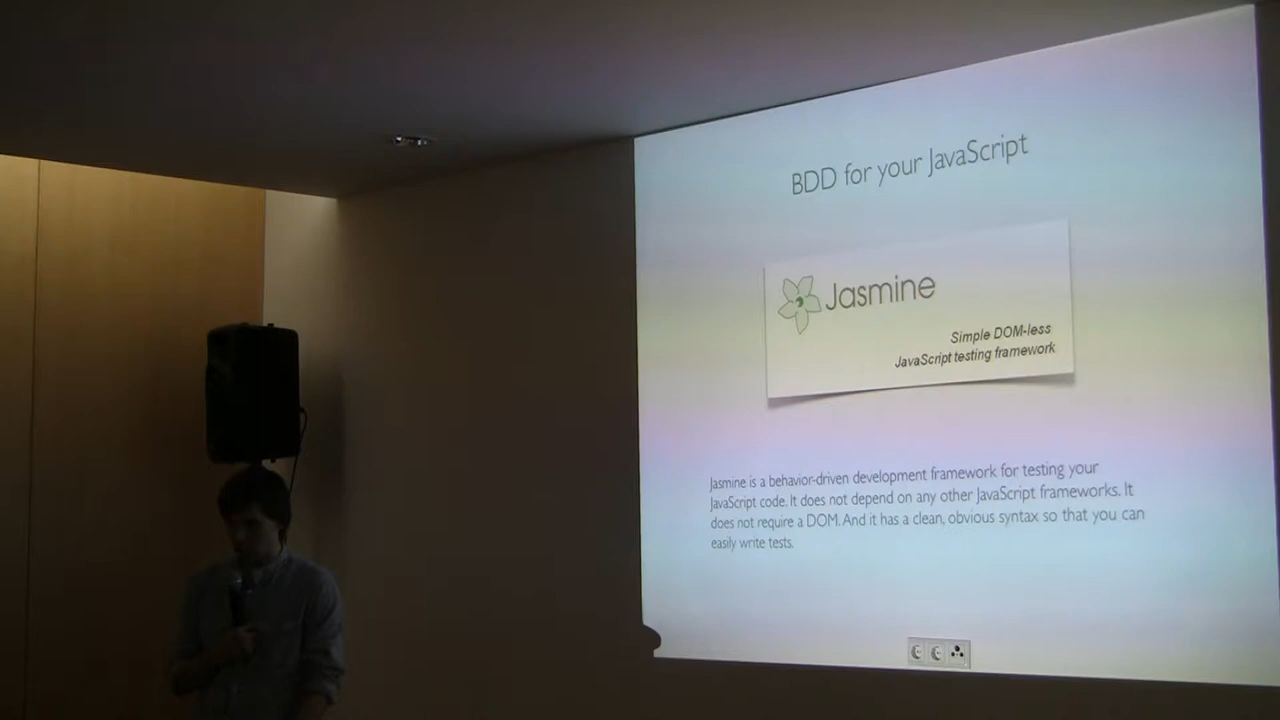 BDD for your JavaScript
Jasmine
Simple DOM-less
JavaScript testing framework
Jasmine is a behavior-driven development framework for testing your
JavaScript code. It does not depend on any other JavaScript frameworks. It
does not require a DOM. And it has a clean, obvious syntax so that you can
easily write tests.